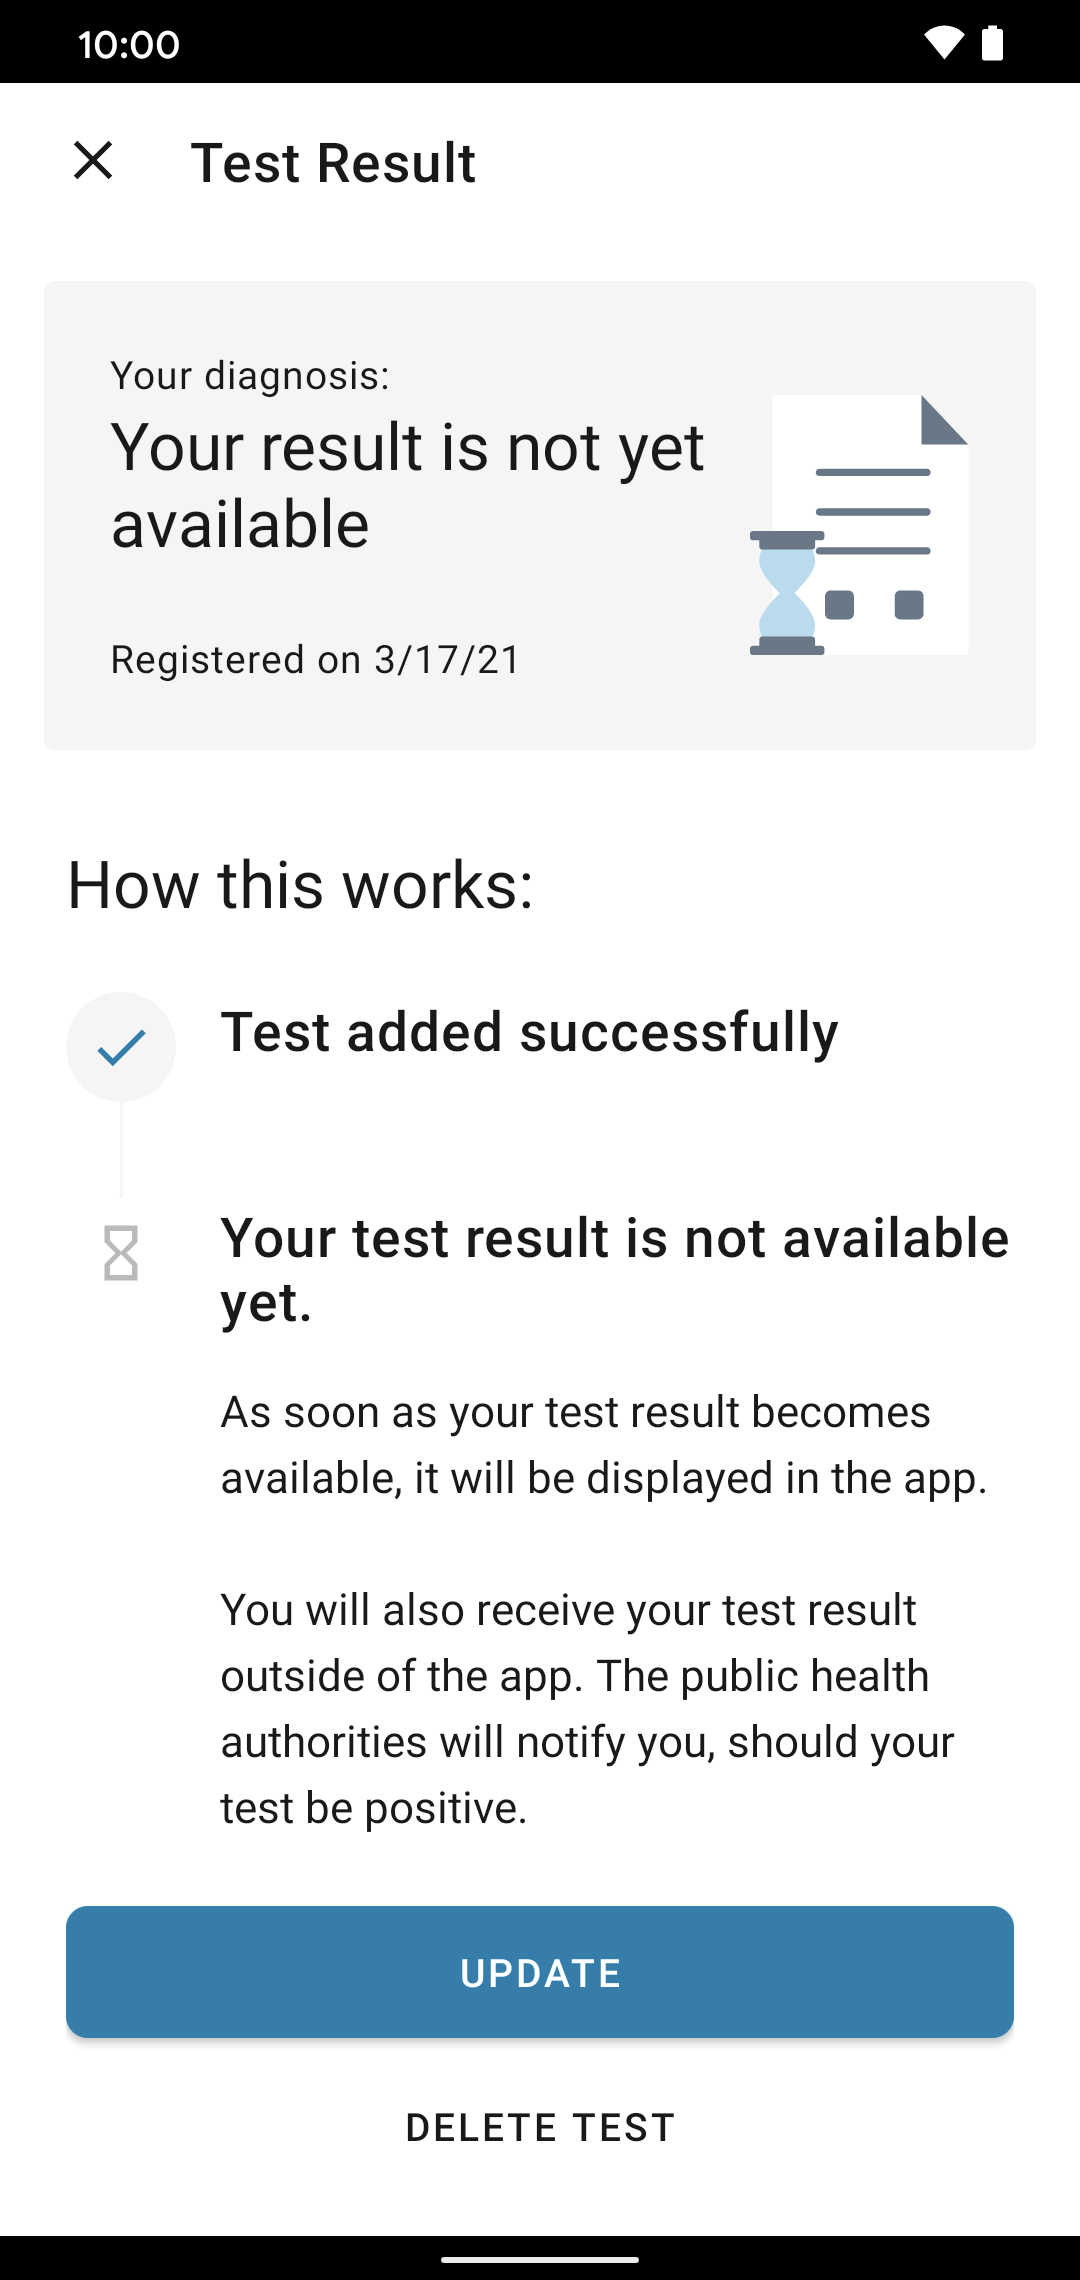 10:00
Test Result
Your diagnosis:
Your result is not yet
available
Registered on 3/17/21
How this works:
Test added successfully
Your test result is not available
yet.
As soon as your test result becomes
available, it will be displayed in the app.
You will also receive your test result
outside of the app. The public health
authorities will notify you, should your
test be positive.
UPDATE
DELETE TEST